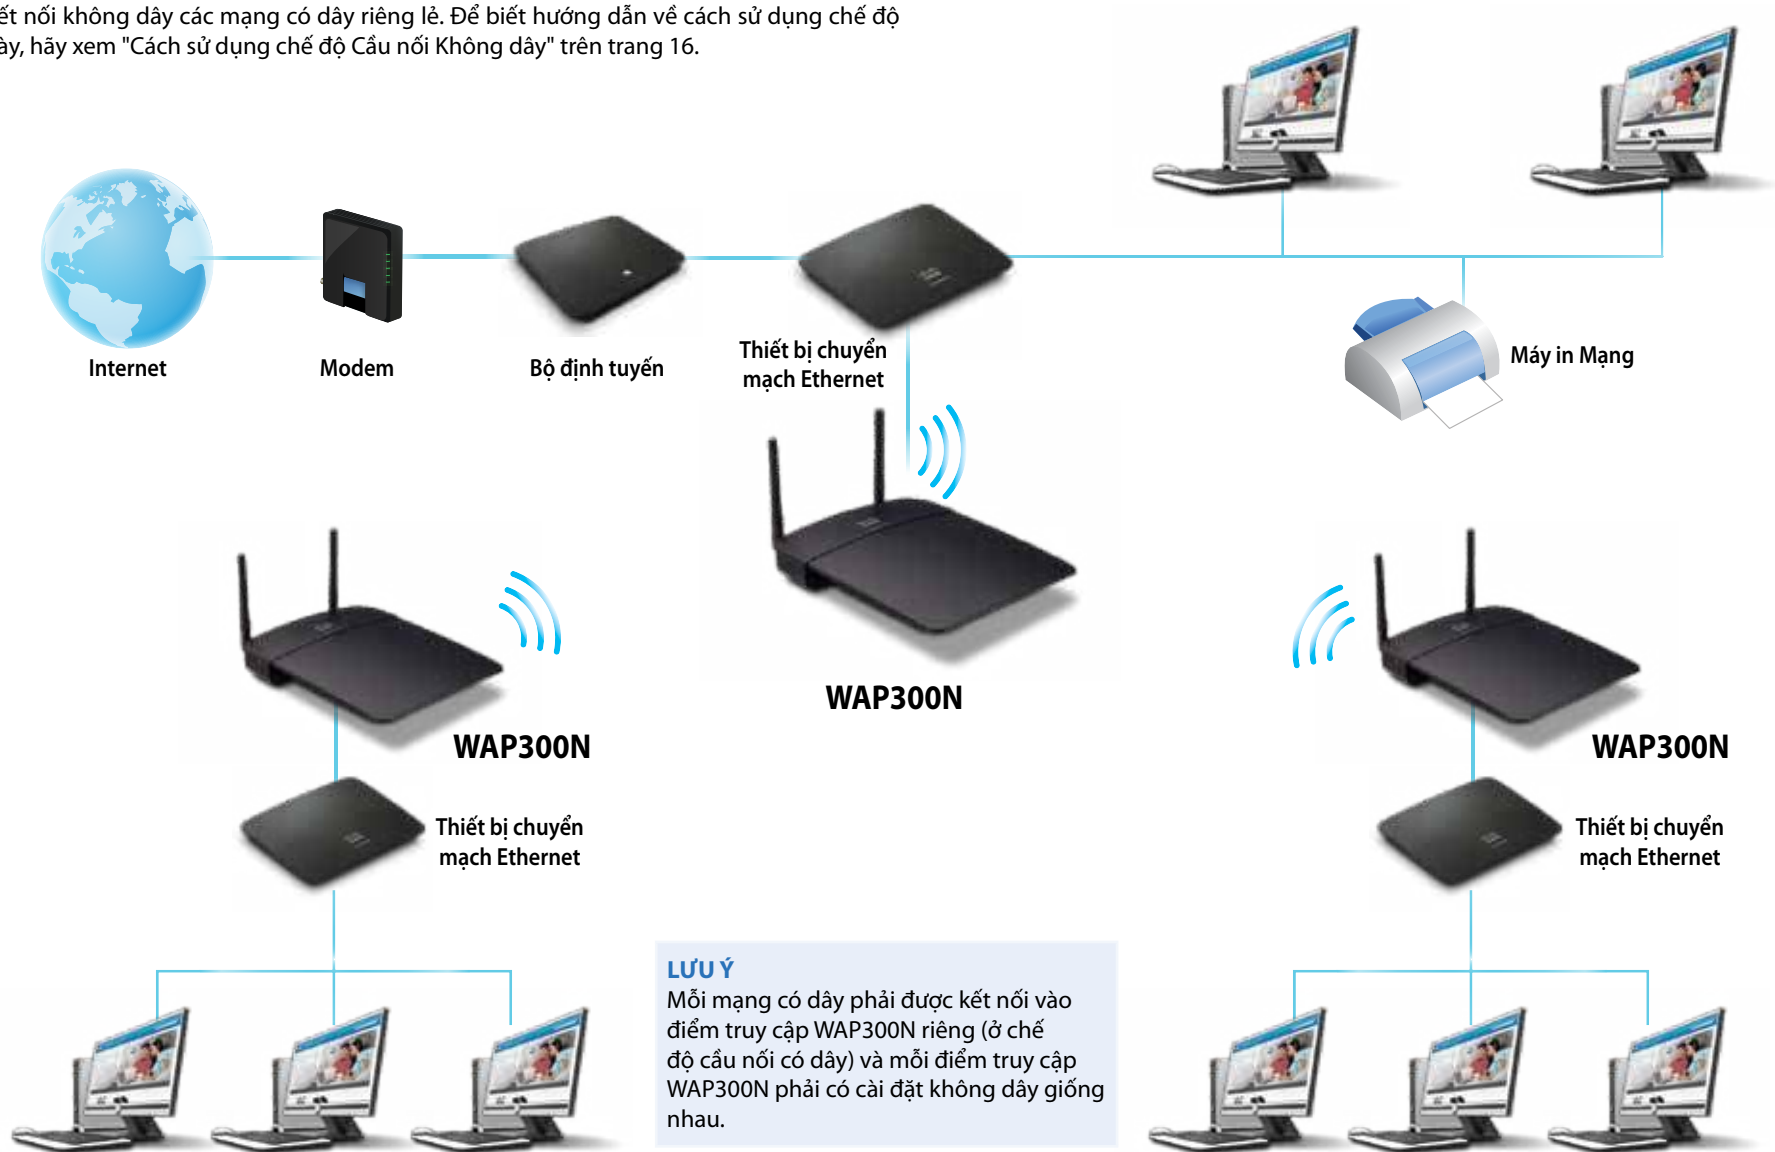 ết nối không dây các mạng có dây riêng lẻ. Để biết hướng dẫn về cách sử dụng chế độ
ày, hãy xem "Cách sử dụng chế độ Cầu nối Không dây" trên trang 16.
Internet
Modem
Bộ định tuyến
Thiết bị chuyển
mạch Ethernet
Máy in Mạng
WAP300N
WAP300N
WAP300N
Thiết bị chuyển
mạch Ethernet
Thiết bị chuyển
mạch Ethernet
LƯU Ý
Mỗi mạng có dây phải được kết nối vào
điểm truy cập WAP300N riêng (ở chế
độ cầu nối có dây) và mỗi điểm truy cập
WAP300N phải có cài đặt không dây giống
nhau.